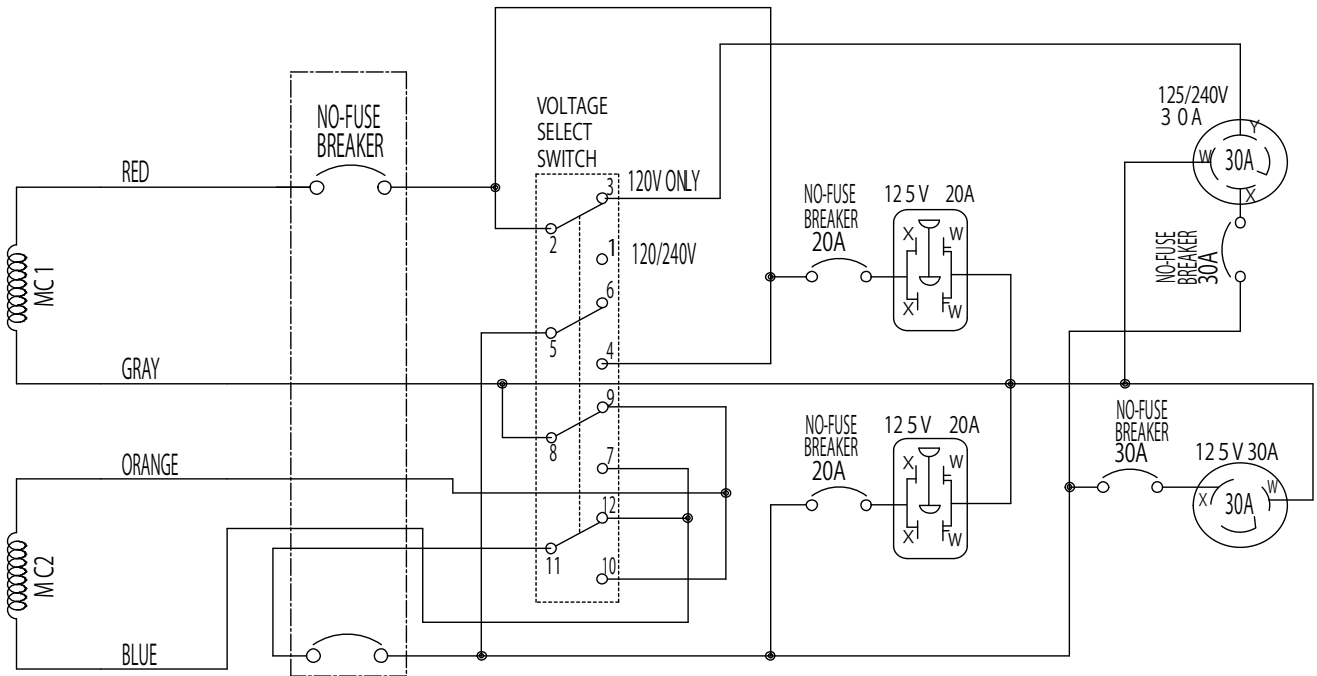 NO-FUSE
BREAKER
VOLTAGE
SELECT
SWITCH
125/240V
3 0 A
Y
W
30A
X
RED
3
120V ONLY
2
1
120/240V
NO-FUSE
BREAKER
20A
12 5 V 20A
X W
X W
NO-FUSE
BREAKER
30A
MC 1
6
5
4
GRAY
9
8
7
NO-FUSE
BREAKER
20A
12 5 V 20A
X W
X W
NO-FUSE
BREAKER
30A
12 5 V 30A
X W
30A
ORANGE
12
11
10
MC2
BLUE